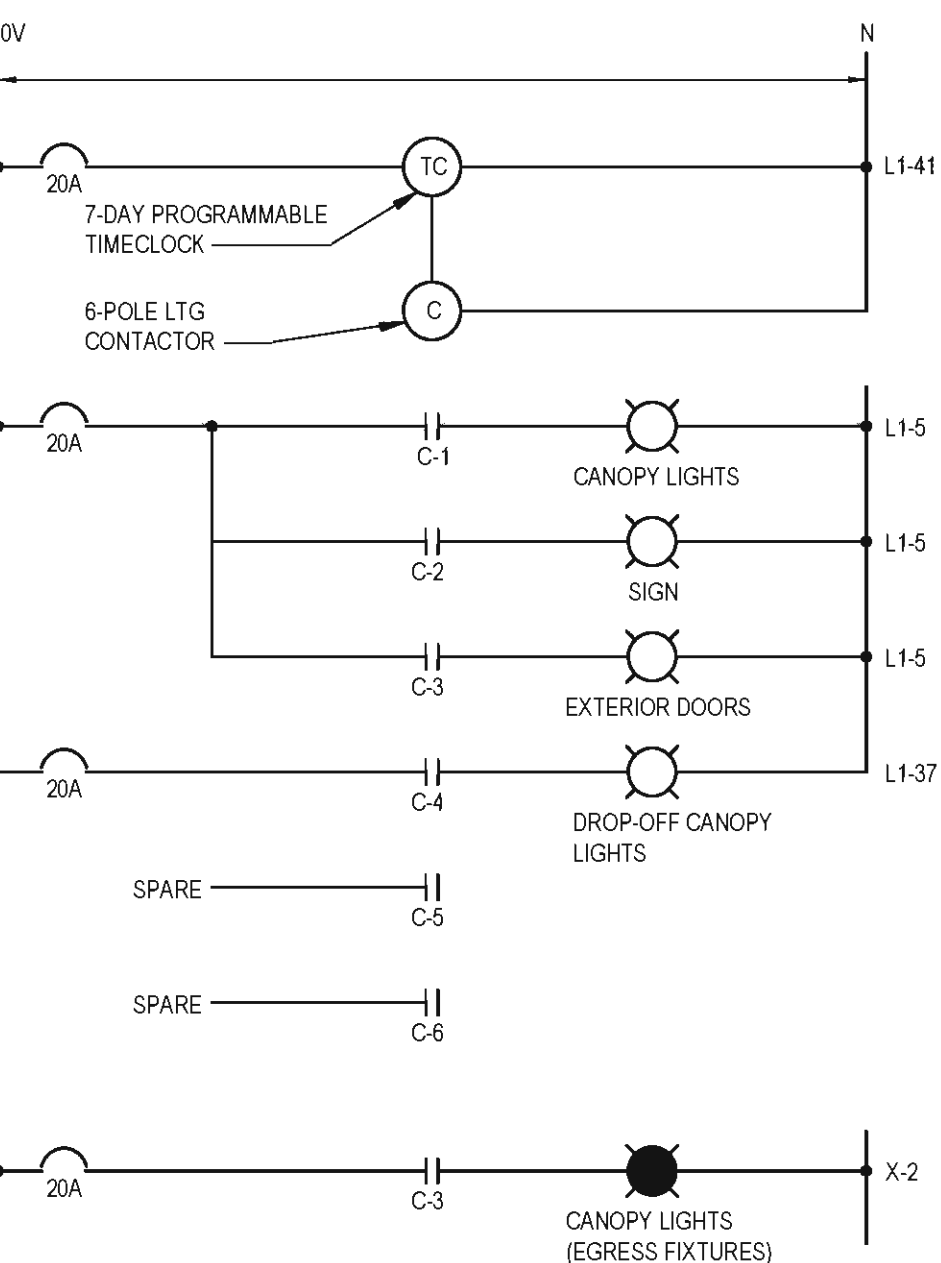 0V
N
TC
L1-41
20A
7-DAY PROGRAMMABLE
TIMECLOCK
6-POLE LTG
CONTACTOR
C
20A
C-1
L1-5
CANOPY LIGHTS
C-2
L1-5
SIGN
C-3
L1-5
EXTERIOR DOORS
20A
C-4
L1-37
DROP-OFF CANOPY
LIGHTS
SPARE
C-5
SPARE
C-6
20A
C-3
X-2
CANOPY LIGHTS
(EGRESS FIXTURES)